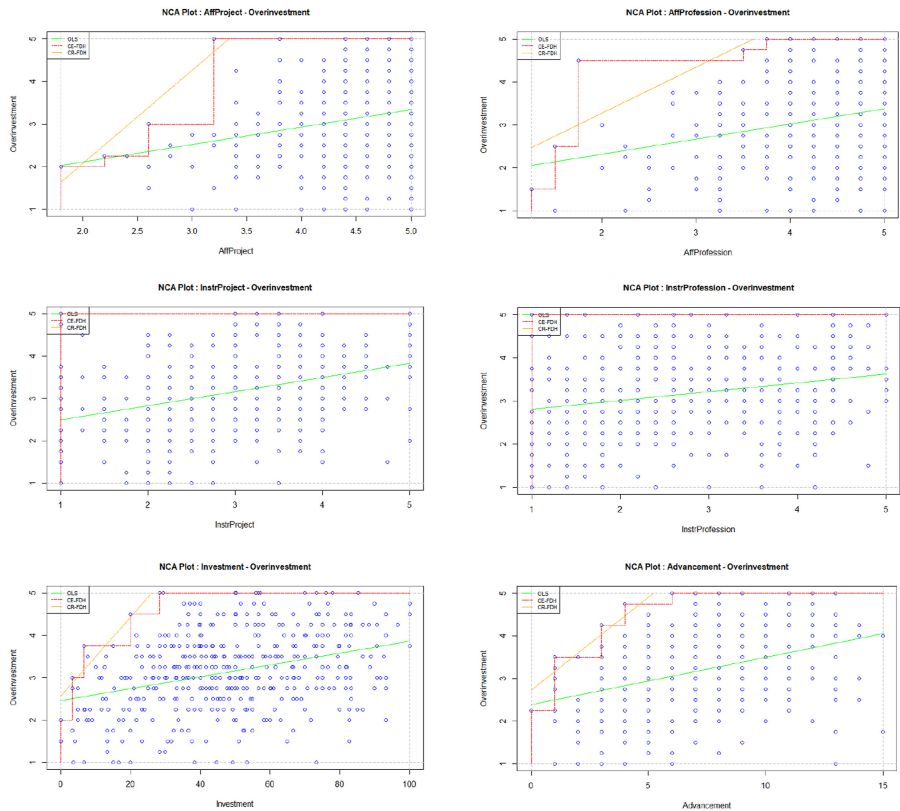 NCA Plot : AffProject - Overinvestment
OLS
CE-FDH
CR-FDH
Overinvestment
1 2 3 4 5
2.0 2.5 3.0 3.5 4.0 4.5 5.0
AffProject
NCA Plot : AffProfession - Overinvestment
OLS
CE-FDH
CR-FDH
Overinvestment
1 2 3 4 5
2 3 4 5
AffProfession
NCA Plot : InstrProject - Overinvestment
OLS
CE-FDH
CR-FDH
Overinvestment
1 2 3 4 5
1 2 3 4 5
InstrProject
NCA Plot : InstrProfession - Overinvestment
OLS
CE-FDH
CR-FDH
Overinvestment
1 2 3 4 5
1 2 3 4 5
InstrProfession
NCA Plot : Investment - Overinvestment
OLS
CE-FDH
CR-FDH
Overinvestment
1 2 3 4 5
0 20 40 60 80 100
Investment
NCA Plot : Advancement - Overinvestment
OLS
CE-FDH
CR-FDH
Overinvestment
1 2 3 4 5
0 5 10 15
Advancement